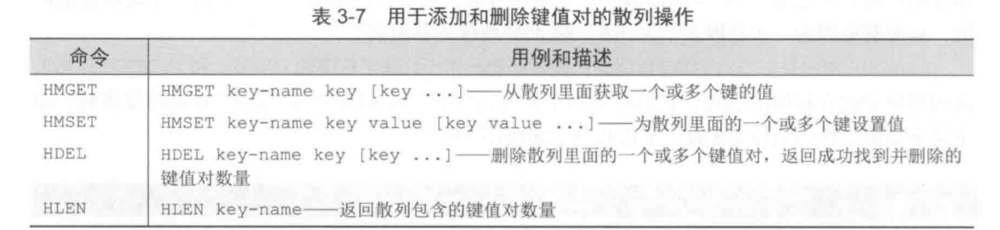 表 3-7 用于添加和删除键值对的散列操作
命令 用例和描述
HMGET HMGET key-name key [key ...]——从散列里面获取一个或多个键的值
HMSET HMSET key-name key value [key value ...]——为散列里面的一个或多个键设置值
HDEL HDEL key-name key [key ...]——删除散列里面的一个或多个键值对，返回成功找到并删除的
键值对数量
HLEN HLEN key-name——返回散列包含的键值对数量